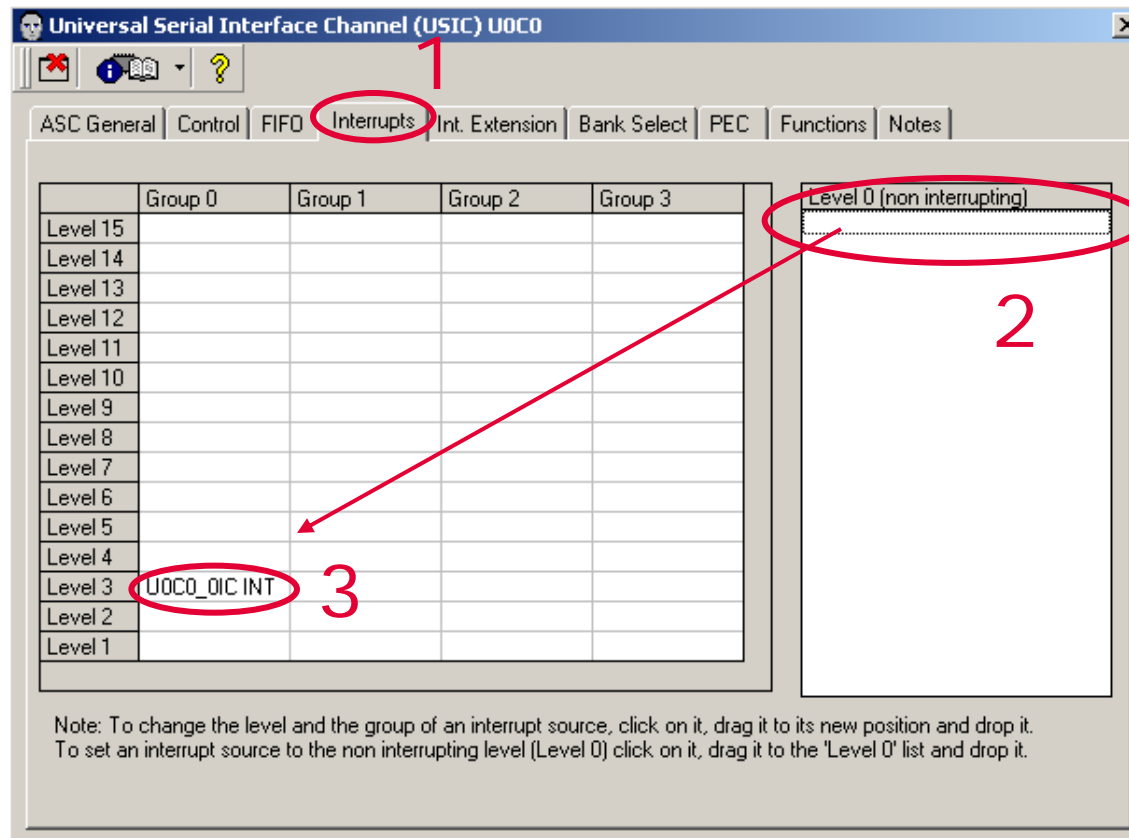 Universal Serial Interface Channel (USIC) U0C0
1
ASC General Control FIFO Interrupts Int. Extension Bank Select PEC Functions Notes
Group 0 Group 1 Group 2 Group 3
Level 0 (non interrupting)
Level 15
Level 14
Level 13
Level 12
2
Level 11
Level 10
Level 9
Level 8
Level 7
Level 6
Level 5
Level 4
Level 3 U0C0_0IC INT
3
Level 2
Level 1
Note: To change the level and the group of an interrupt source, click on it, drag it to its new position and drop it.
To set an interrupt source to the non interrupting level (Level 0) click on it, drag it to the 'Level 0' list and drop it.